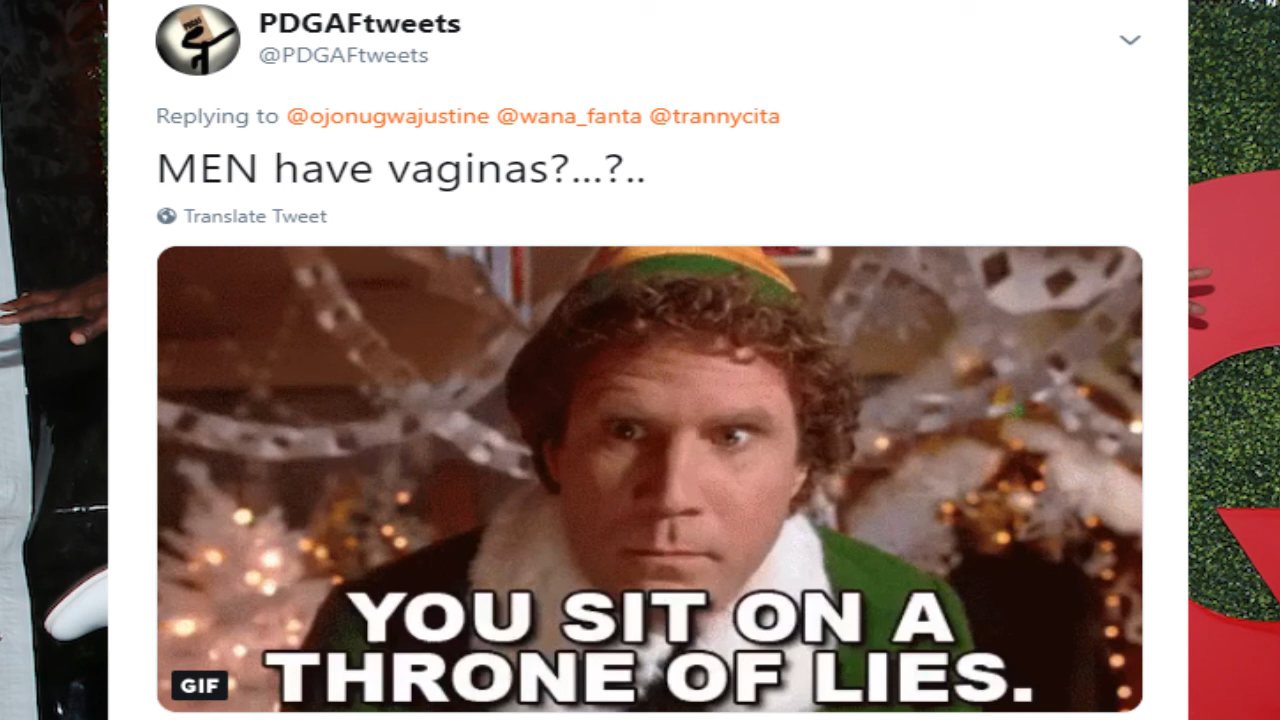 PDGAFtweets
@PDGAFtweets
Replying to @ojonugwajustine @wana_fanta @trannycita
MEN have vaginas?...?..
Translate Tweet
YOU SIT ON A
THRONE OF LIES.
GIF